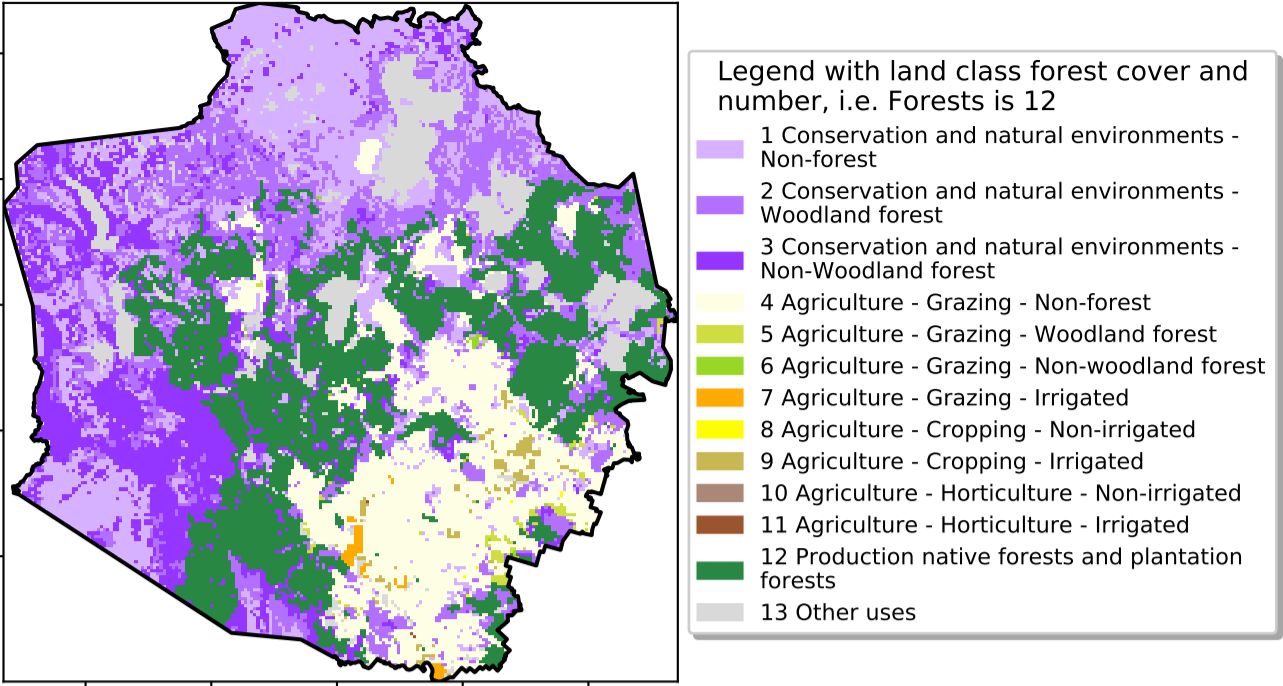 Legend with land class forest cover and
number, i.e. Forests is 12
1 Conservation and natural environments -
Non-forest
2 Conservation and natural environments -
Woodland forest
3 Conservation and natural environments -
Non-Woodland forest
4 Agriculture - Grazing - Non-forest
5 Agriculture - Grazing - Woodland forest
6 Agriculture - Grazing - Non-woodland forest
7 Agriculture - Grazing - Irrigated
8 Agriculture - Cropping - Non-irrigated
9 Agriculture - Cropping - Irrigated
10 Agriculture - Horticulture - Non-irrigated
11 Agriculture - Horticulture - Irrigated
12 Production native forests and plantation
forests
13 Other uses